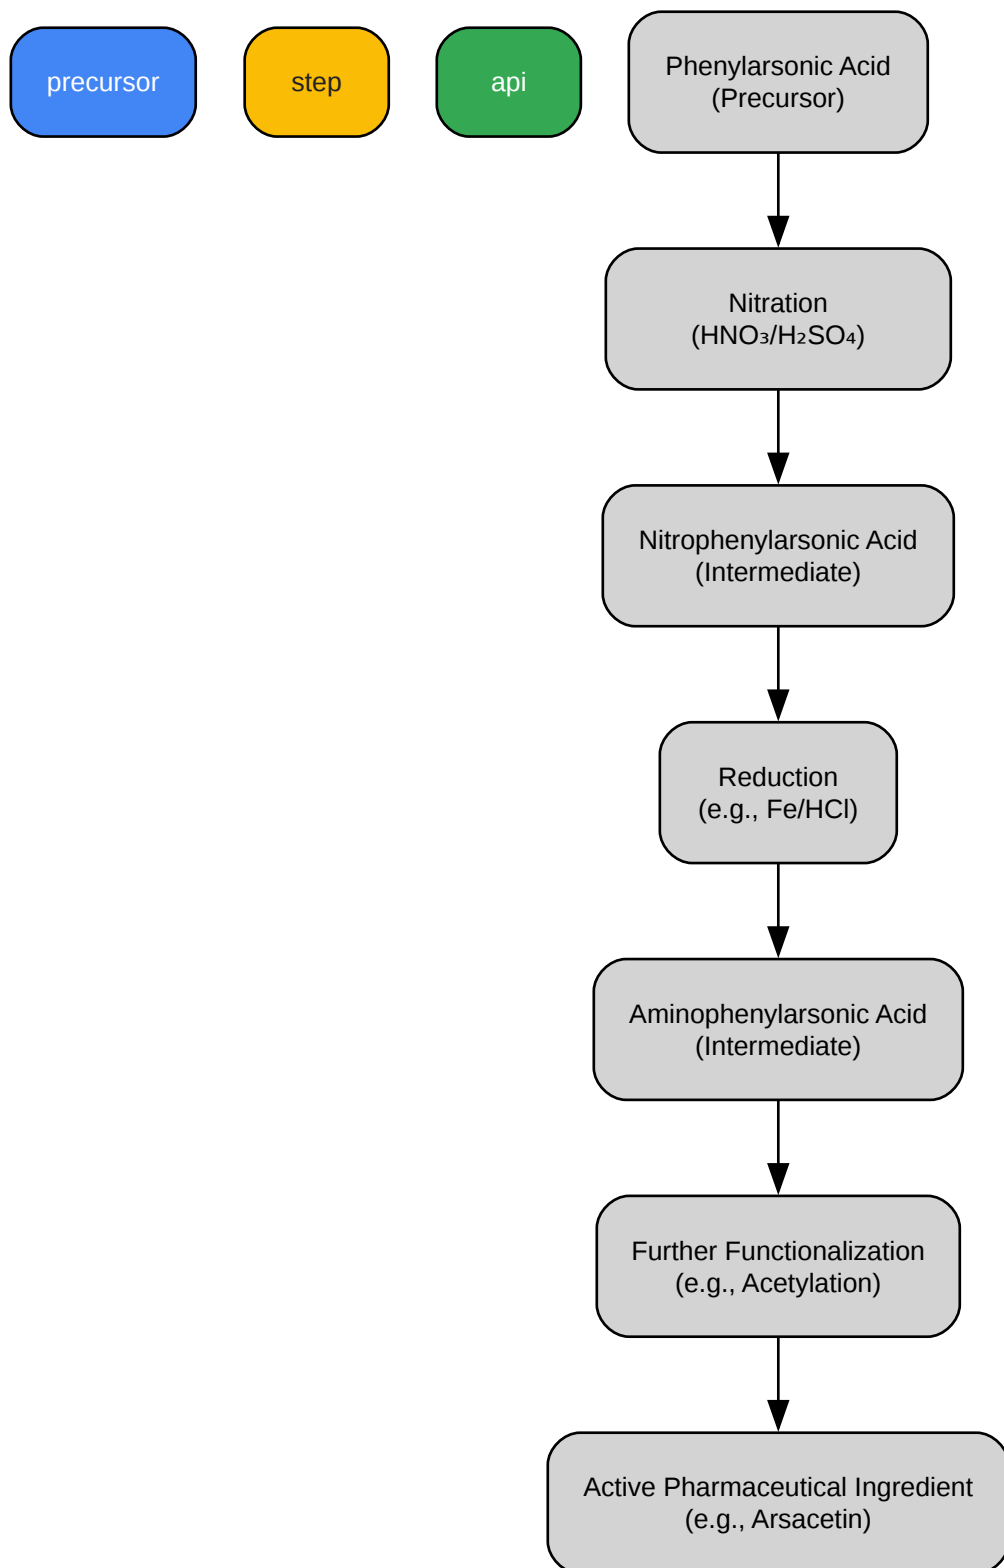 precursor
step
api
Phenylarsonic Acid
(Precursor)
Nitration
(HNO₃/H₂SO₄)
Nitrophenylarsonic Acid
(Intermediate)
Reduction
(e.g., Fe/HCl)
Aminophenylarsonic Acid
(Intermediate)
Further Functionalization
(e.g., Acetylation)
Active Pharmaceutical Ingredient
(e.g., Arsacetin)